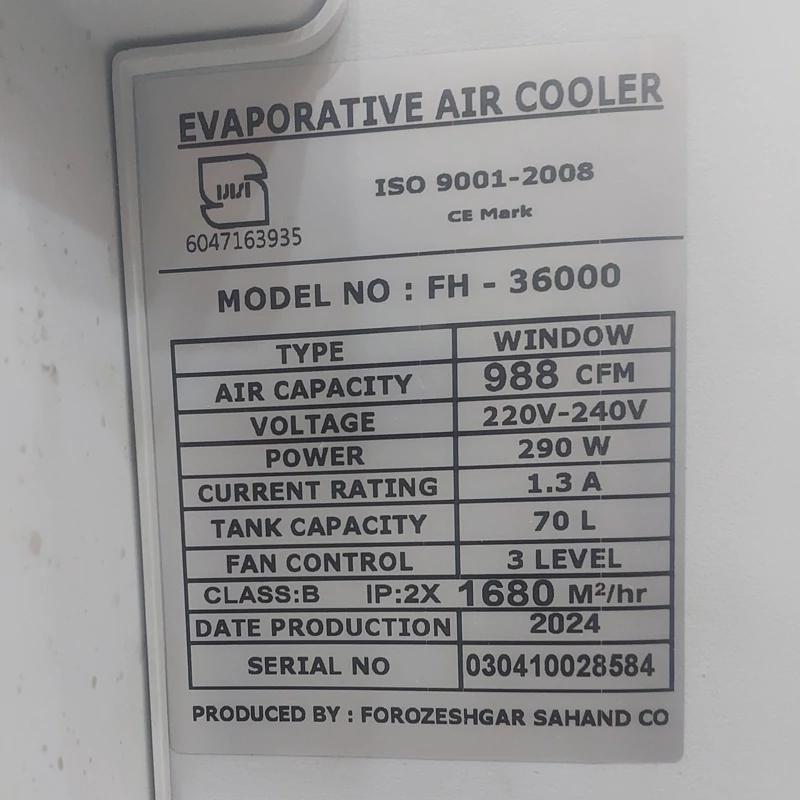 EVAPORATIVE AIR COOLER
ISO 9001-2008
CE Mark
6047163935
MODEL NO : FH - 36000
TYPE WINDOW
AIR CAPACITY 988 CFM
VOLTAGE 220V-240V
POWER 290 W
CURRENT RATING 1.3 A
TANK CAPACITY 70 L
FAN CONTROL 3 LEVEL
CLASS:B IP:2X 1680 M²/hr
DATE PRODUCTION 2024
SERIAL NO 030410028584
PRODUCED BY : FOROZESHGAR SAHAND CO